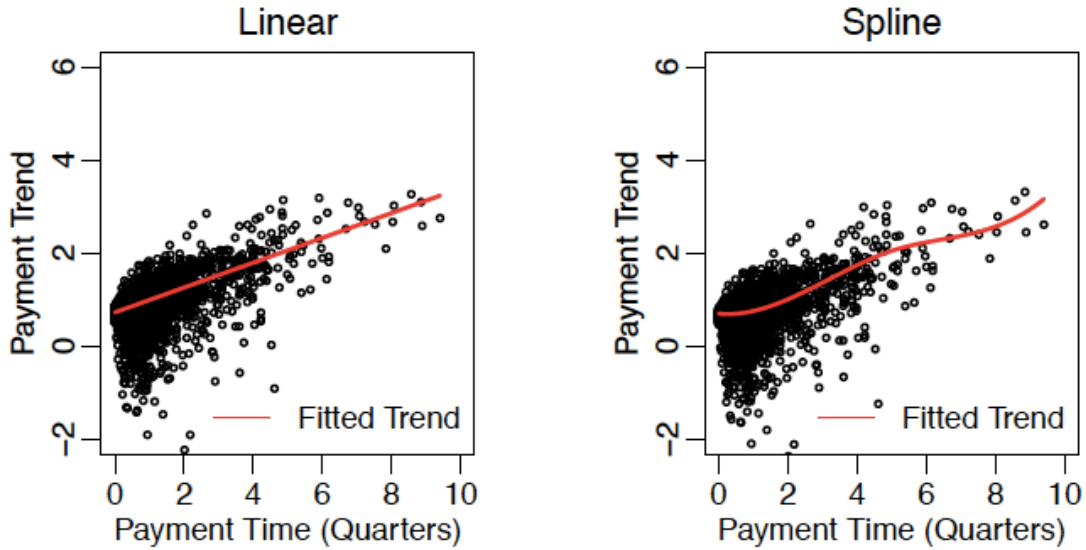 Linear
6
4
2
0
−2
Payment Trend
Fitted Trend
0 2 4 6 8 10
Payment Time (Quarters)
Spline
6
4
2
0
−2
Payment Trend
Fitted Trend
0 2 4 6 8 10
Payment Time (Quarters)